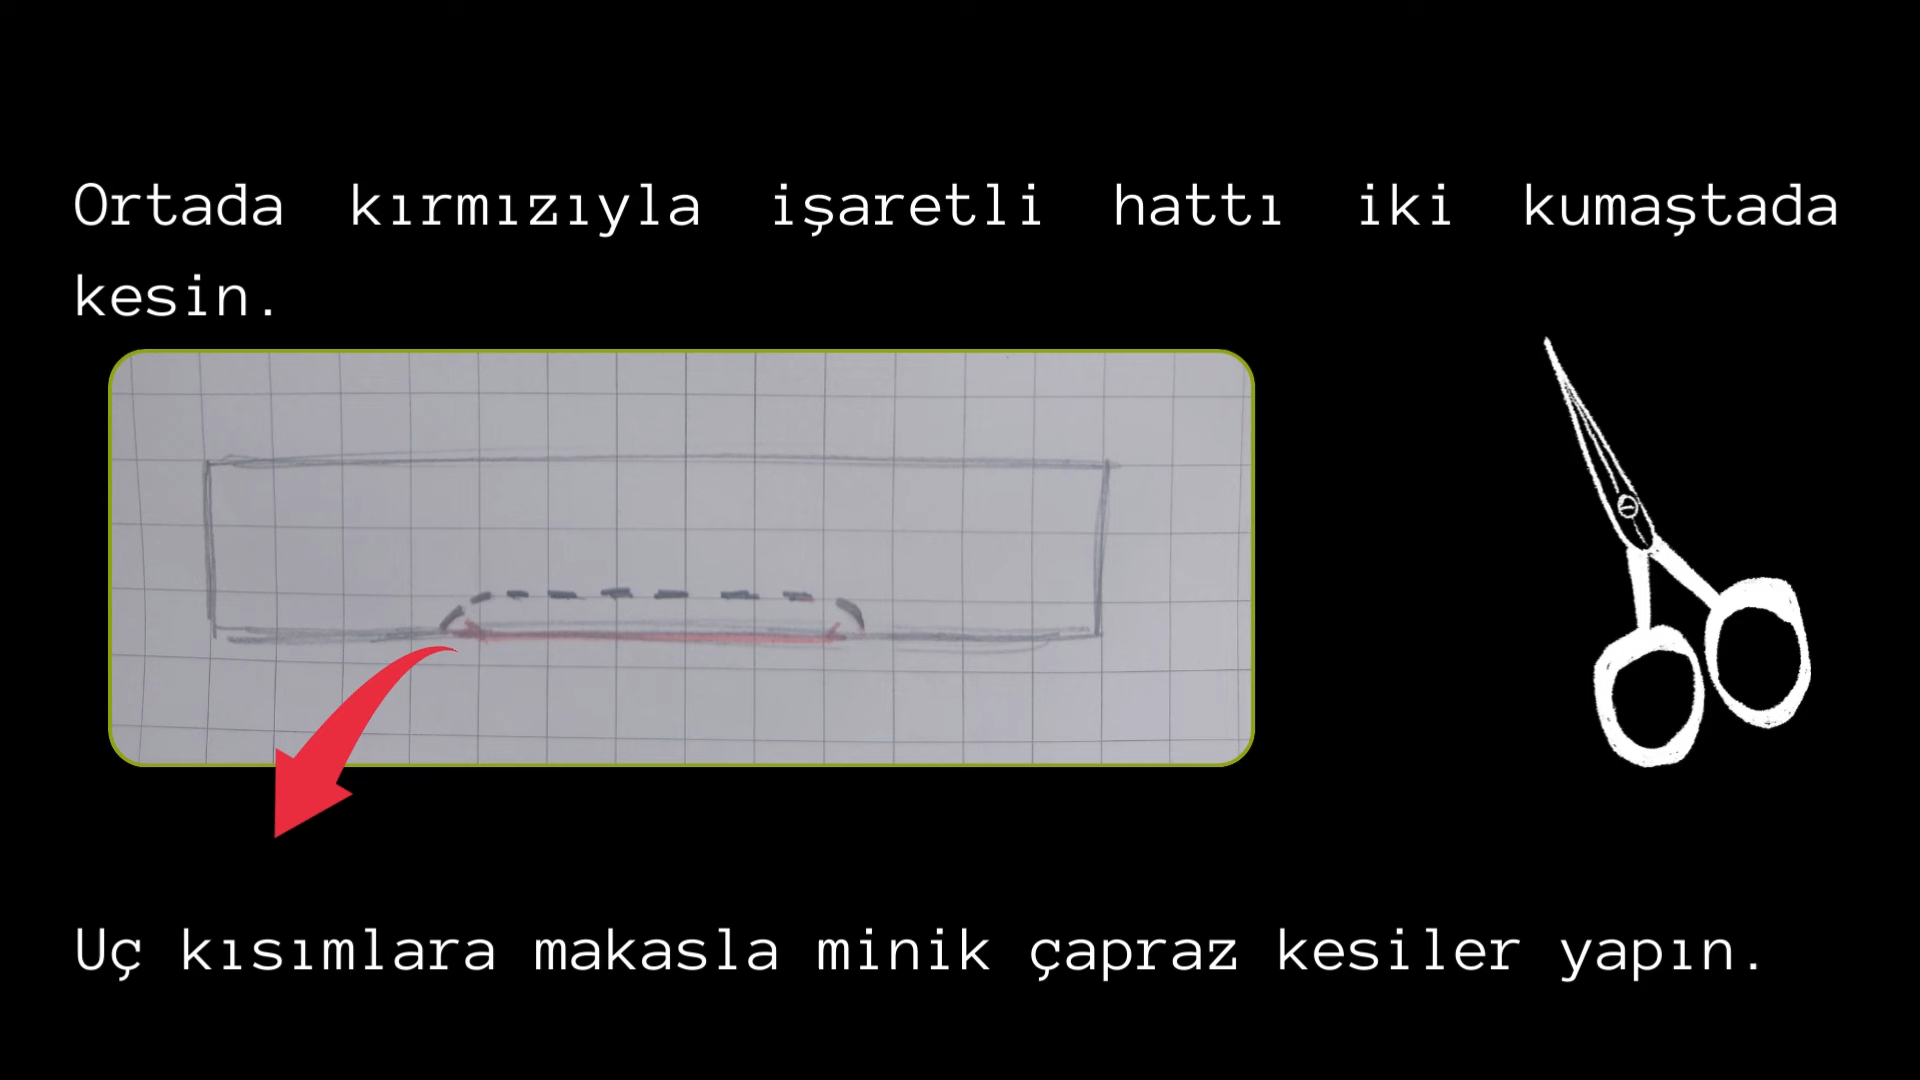 Ortada kırmızıyla işaretli hattı iki kumaştada
kesin.
Uç kısımlara makasla minik çapraz kesiler yapın.